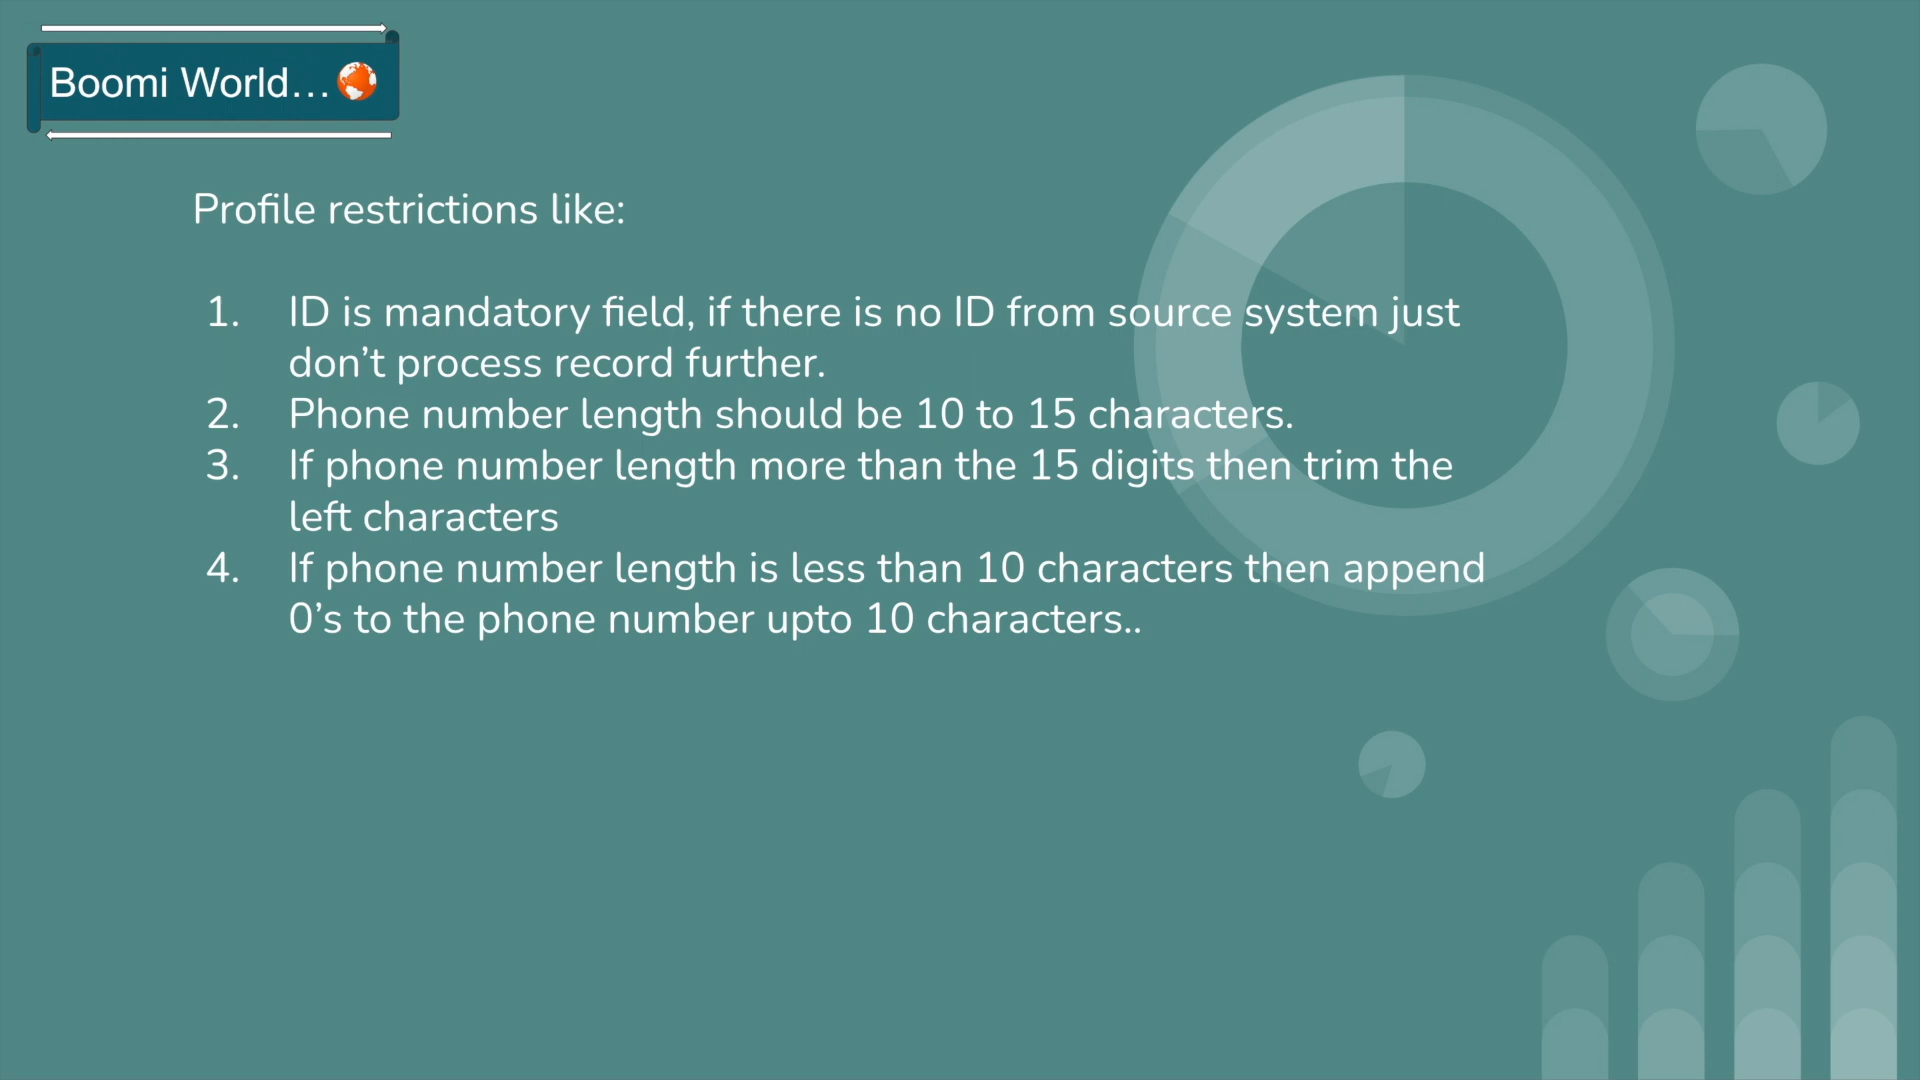 Boomi World...
Profile restrictions like:
1. ID is mandatory field, if there is no ID from source system just
don’t process record further.
2. Phone number length should be 10 to 15 characters.
3. If phone number length more than the 15 digits then trim the
left characters
4. If phone number length is less than 10 characters then append
0’s to the phone number upto 10 characters..